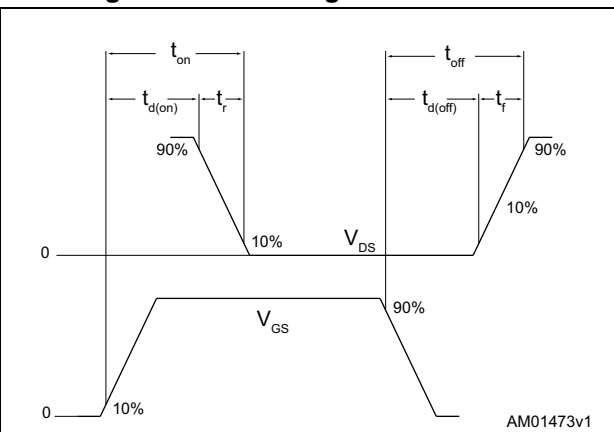 t_on t_off
t_d(on) t_r t_d(off) t_f
90% 90%
10%
10% V_DS
0
90%
V_GS
10%
0
AM01473v1